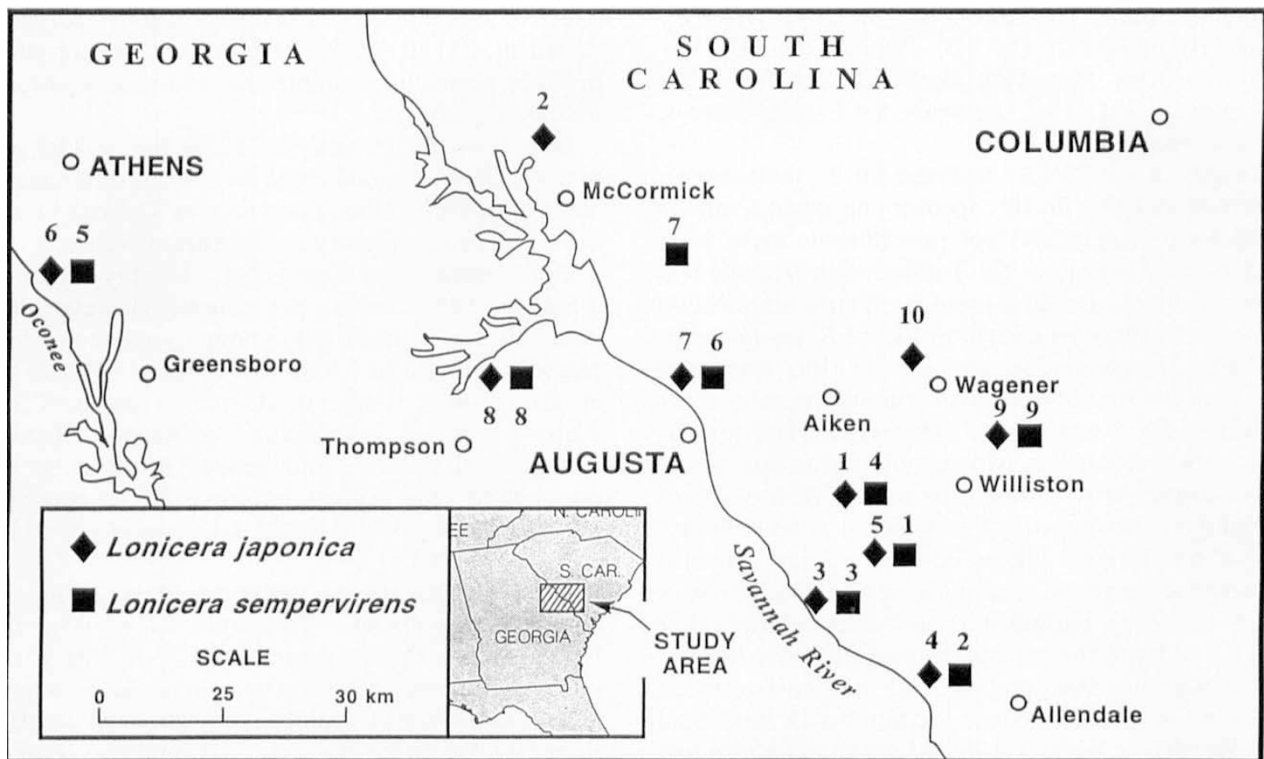 GEORGIA
SOUTH
CAROLINA
2
COLUMBIA
ATHENS
McCormick
6 5
7
Oconee
10
Greensboro
7 6
Wagener
8 8
Aiken
9 9
Thompson
AUGUSTA
1 4
Williston
5 1
Savannah River
3 3
4 2
Allendale
Lonicera japonica
Lonicera sempervirens
SCALE
0 25 30 km
EE
N. CAROLI
S. CAR.
GEORGIA
STUDY
AREA